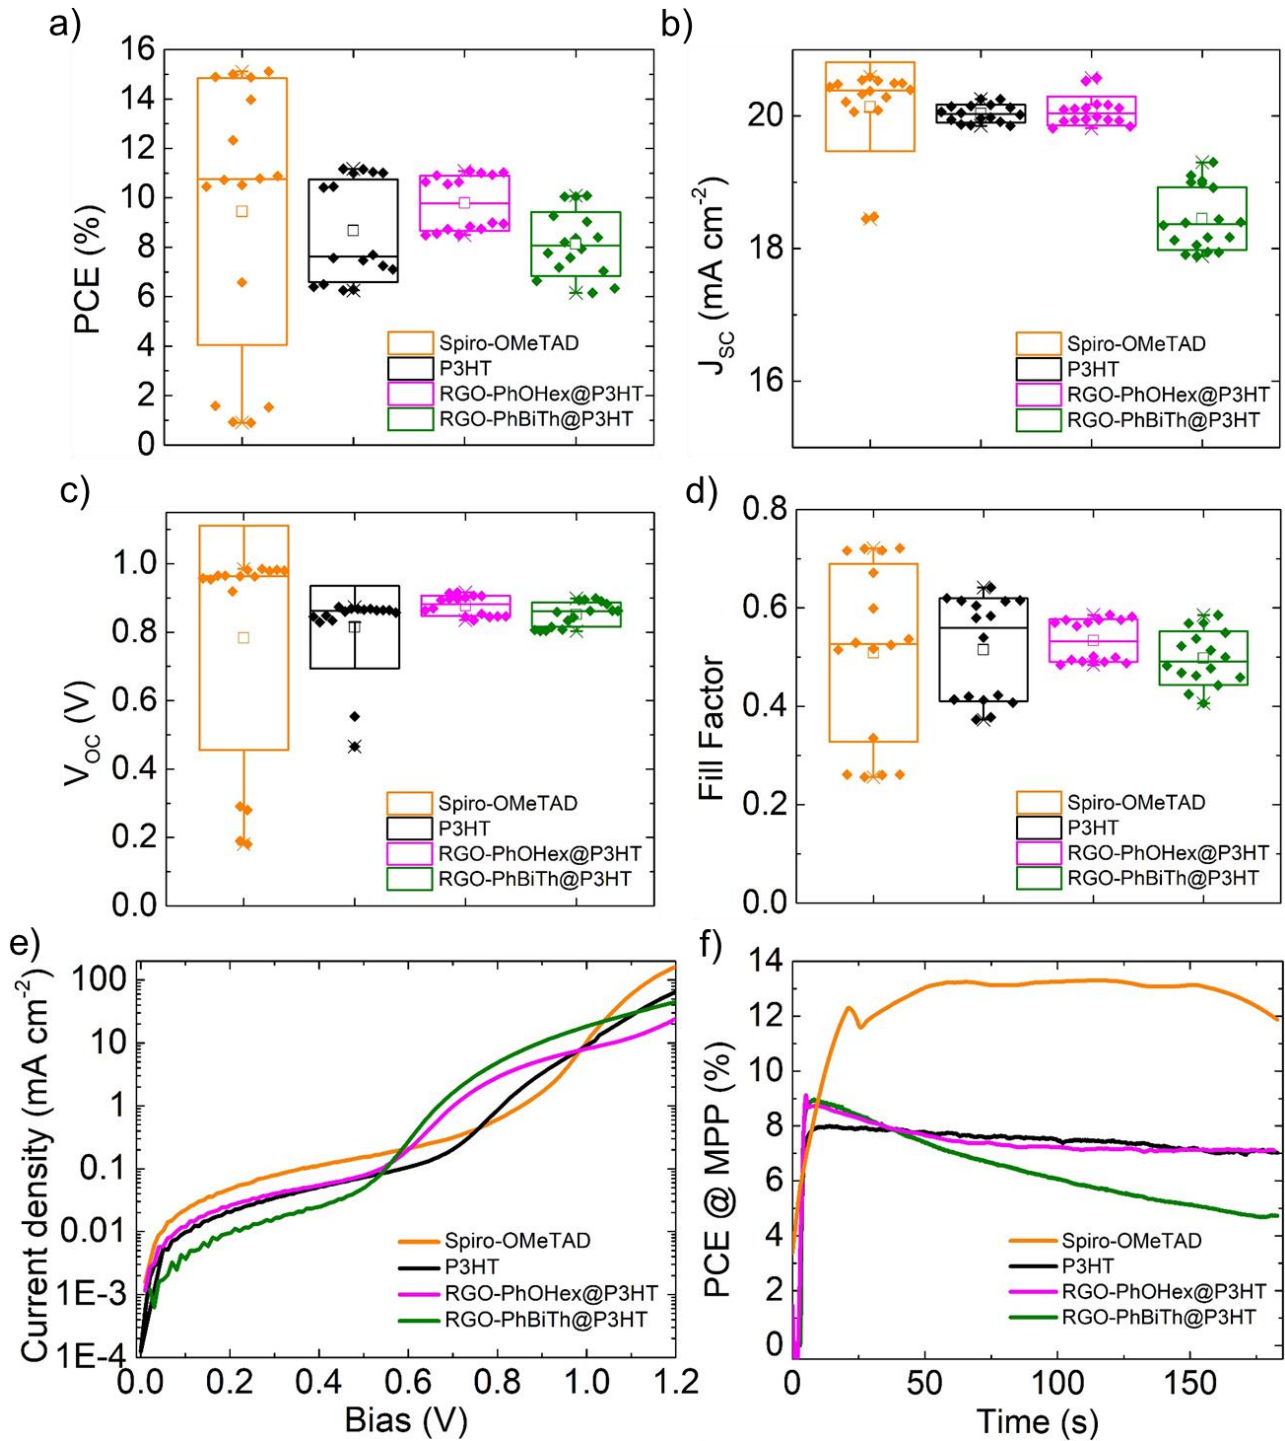 a)
PCE (%)
16
14
12
10
8
6
4
2
0
Spiro-OMeTAD
P3HT
RGO-PhOHex@P3HT
RGO-PhBiTh@P3HT
b)
J_SC (mA cm⁻²)
20
18
16
Spiro-OMeTAD
P3HT
RGO-PhOHex@P3HT
RGO-PhBiTh@P3HT
c)
V_OC (V)
1.0
0.8
0.6
0.4
0.2
0.0
Spiro-OMeTAD
P3HT
RGO-PhOHex@P3HT
RGO-PhBiTh@P3HT
d)
Fill Factor
0.8
0.6
0.4
0.2
0.0
Spiro-OMeTAD
P3HT
RGO-PhOHex@P3HT
RGO-PhBiTh@P3HT
e)
Current density (mA cm⁻²)
100
10
1
0.1
0.01
1E-3
1E-4
Spiro-OMeTAD
P3HT
RGO-PhOHex@P3HT
RGO-PhBiTh@P3HT
0.0 0.2 0.4 0.6 0.8 1.0 1.2
Bias (V)
f)
PCE @ MPP (%)
14
12
10
8
6
4
2
0
Spiro-OMeTAD
P3HT
RGO-PhOHex@P3HT
RGO-PhBiTh@P3HT
0 50 100 150
Time (s)